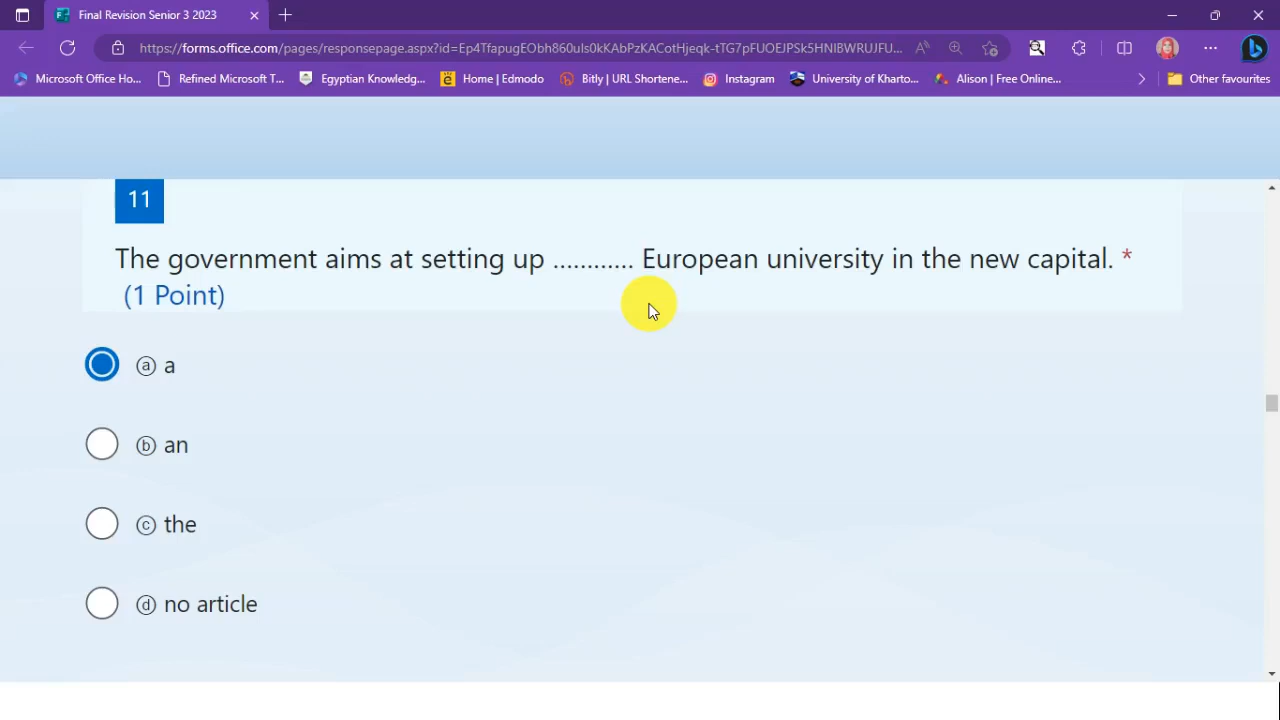 Final Revision Senior 3 2023
https://forms.office.com/pages/responsepage.aspx?id=Ep4TfapugEObh860uls0kKAbPzKACotHjeqk-tTG7pFUOEJPSk5HNlBWRUJFU...
Microsoft Office Ho...
Refined Microsoft T...
Egyptian Knowledg...
Home | Edmodo
Bitly | URL Shortene...
Instagram
University of Kharto...
Alison | Free Online...
Other favourites
11
The government aims at setting up ............ European university in the new capital. *
(1 Point)
ⓐ a
ⓑ an
ⓒ the
ⓓ no article